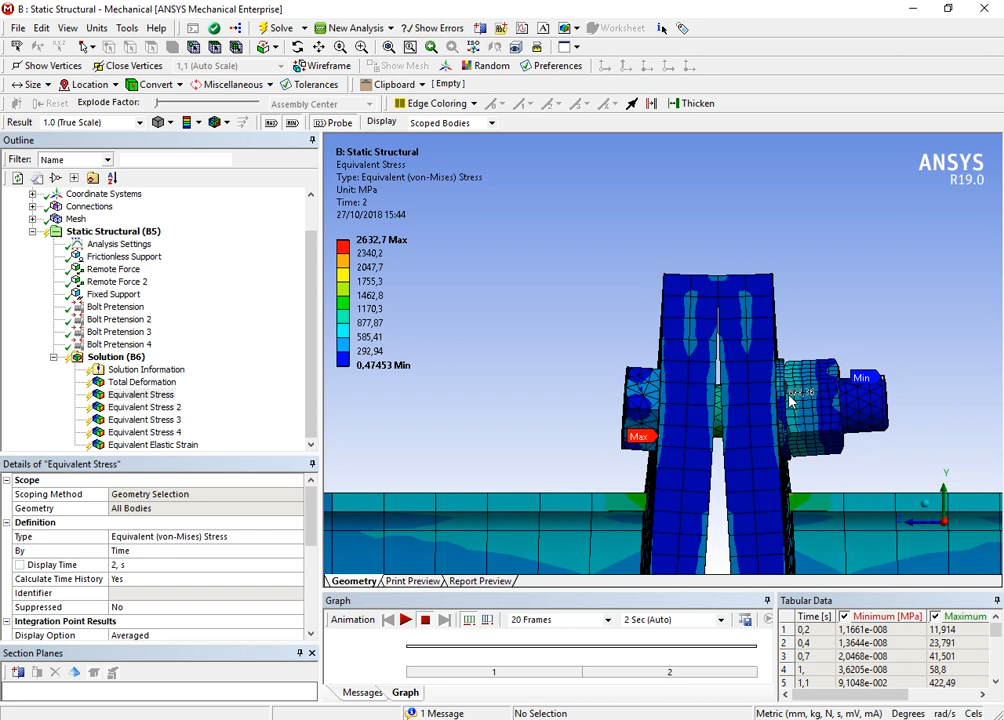 B : Static Structural - Mechanical [ANSYS Mechanical Enterprise]
File Edit View Units Tools Help Solve New Analysis ?/ Show Errors Worksheet
Show Vertices Close Vertices 1,1 (Auto Scale) Wireframe Show Mesh Random Preferences
Size Location Convert Miscellaneous Tolerances Clipboard [ Empty ]
Reset Explode Factor: Assembly Center Edge Coloring Thicken
Result 1.0 (True Scale) Probe Display Scoped Bodies
Outline
Filter: Name
Coordinate Systems
Connections
Mesh
Static Structural (B5)
Analysis Settings
Frictionless Support
Remote Force
Remote Force 2
Fixed Support
Bolt Pretension
Bolt Pretension 2
Bolt Pretension 3
Bolt Pretension 4
Solution (B6)
Solution Information
Total Deformation
Equivalent Stress
Equivalent Stress 2
Equivalent Stress 3
Equivalent Stress 4
Equivalent Elastic Strain
Details of "Equivalent Stress"
Scope
Scoping Method Geometry Selection
Geometry All Bodies
Definition
Type Equivalent (von-Mises) Stress
By Time
Display Time 2, s
Calculate Time History Yes
Identifier
Suppressed No
Integration Point Results
Display Option Averaged
Section Planes
B: Static Structural
Equivalent Stress
Type: Equivalent (von-Mises) Stress
Unit: MPa
Time: 2
27/10/2018 15:44
2632,7 Max
2340,2
2047,7
1755,3
1462,8
1170,3
877,87
585,41
292,94
0,47453 Min
ANSYS
R19.0
Min
Max
Y
Geometry Print Preview Report Preview
Graph
Animation 20 Frames 2 Sec (Auto)
1 2
Messages Graph
Tabular Data
Time [s] Minimum [MPa] Maximum
1 0,2 1,1661e-008 11,914
2 0,4 1,3644e-008 23,791
3 0,7 2,0468e-008 41,501
4 1, 3,6205e-008 58,8
5 1,1 9,1048e-002 422,49
1 Message No Selection Metric (mm, kg, N, s, mV, mA) Degrees rad/s Cels